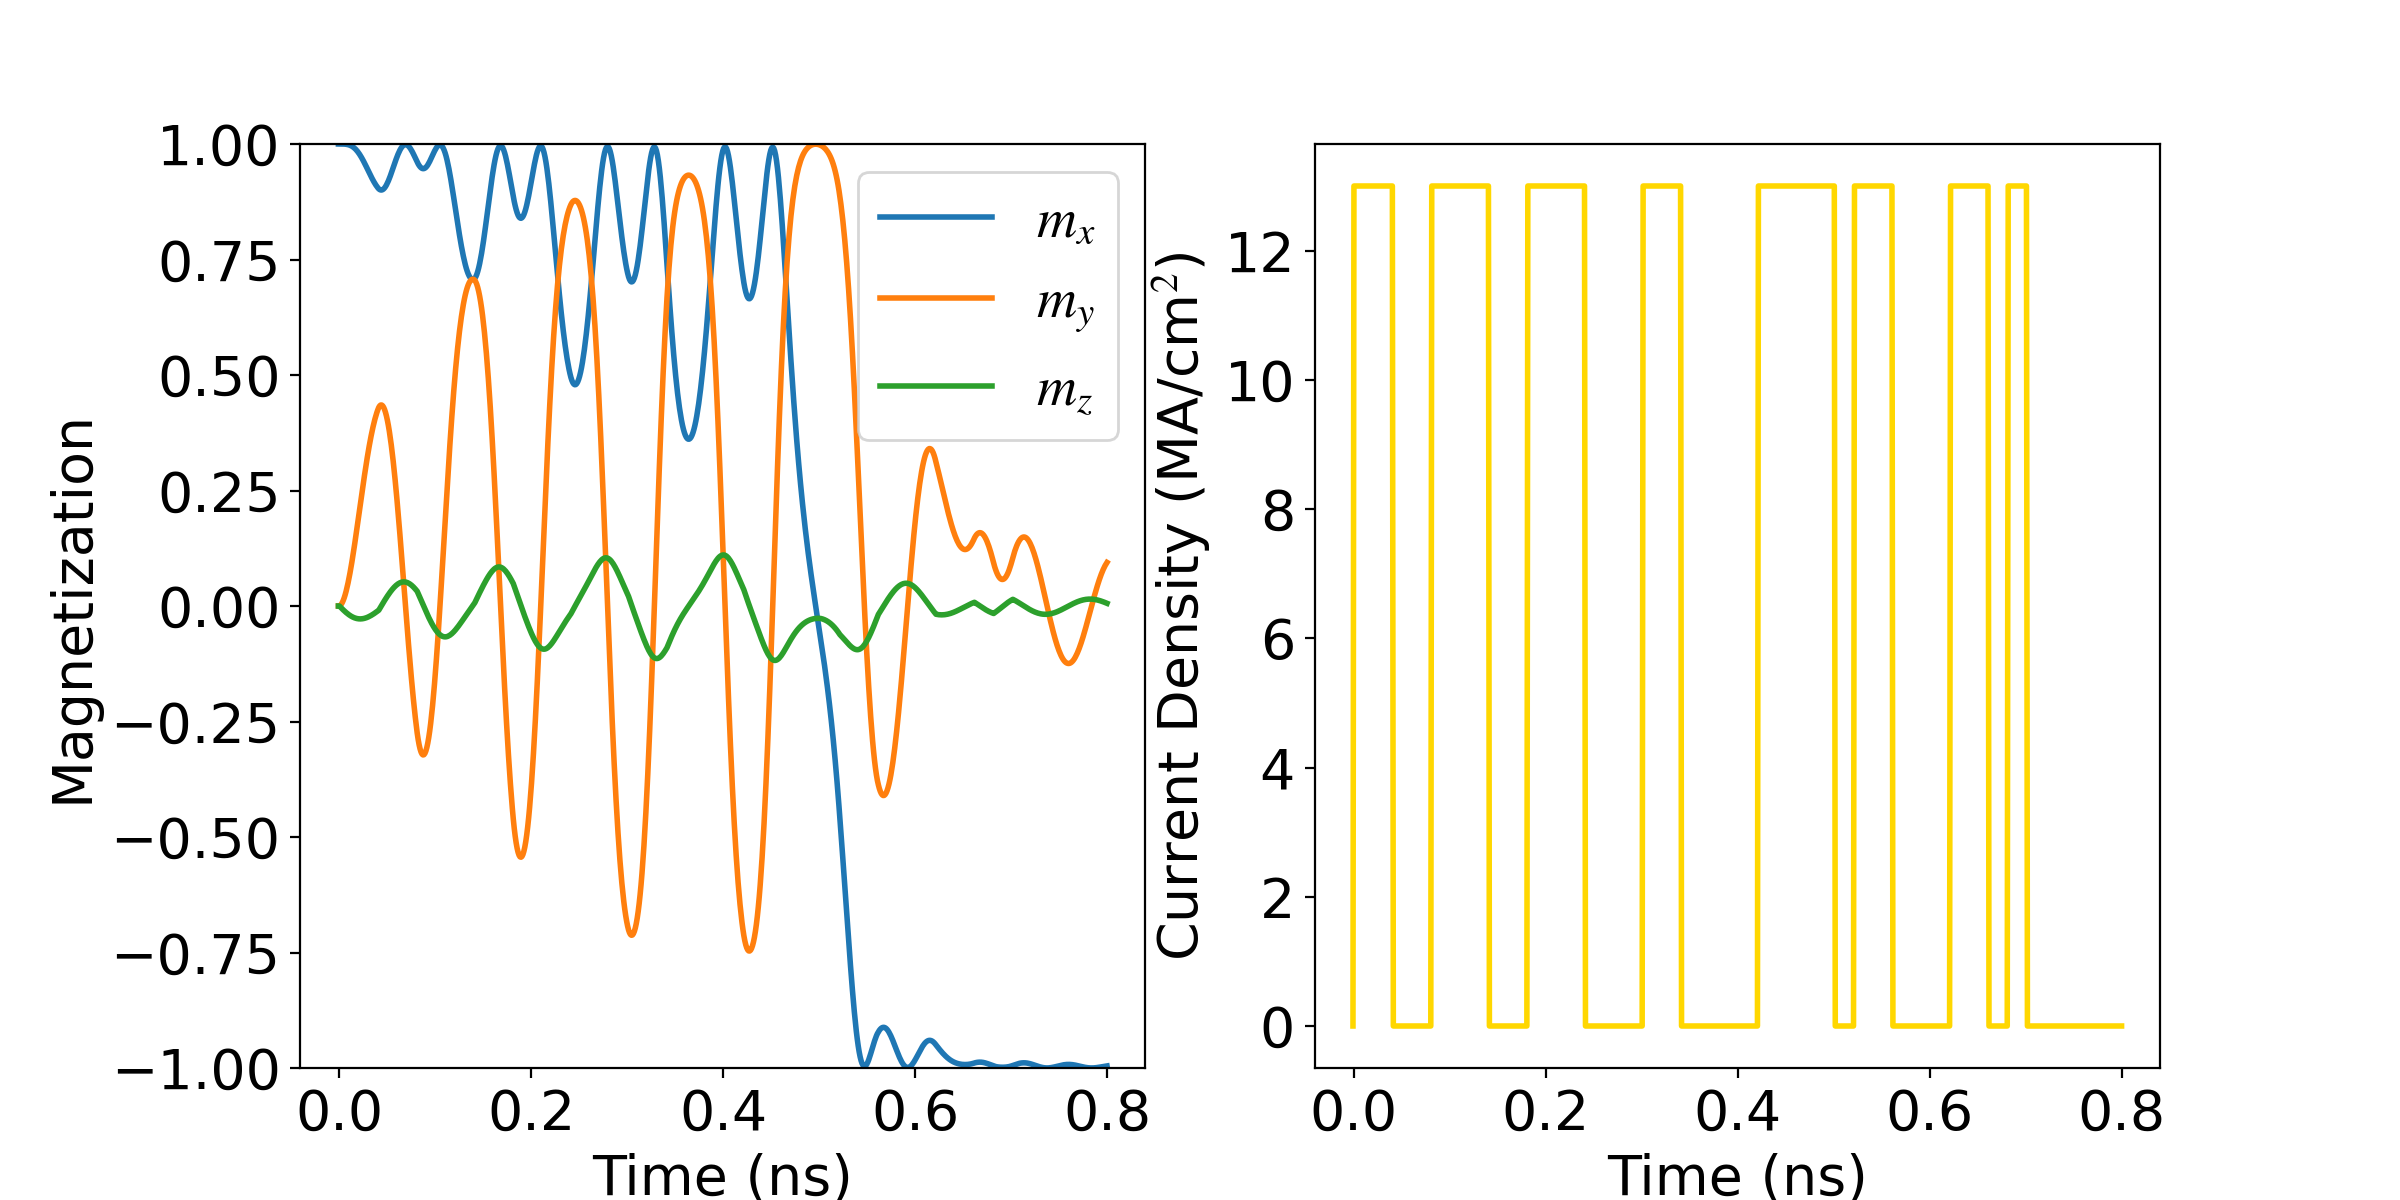 1.00
0.75
0.50
0.25
0.00
−0.25
−0.50
−0.75
−1.00
Magnetization
0.0 0.2 0.4 0.6 0.8
Time (ns)
m_x
m_y
m_z
12
10
8
6
4
2
0
Current Density (MA/cm²)
0.0 0.2 0.4 0.6 0.8
Time (ns)